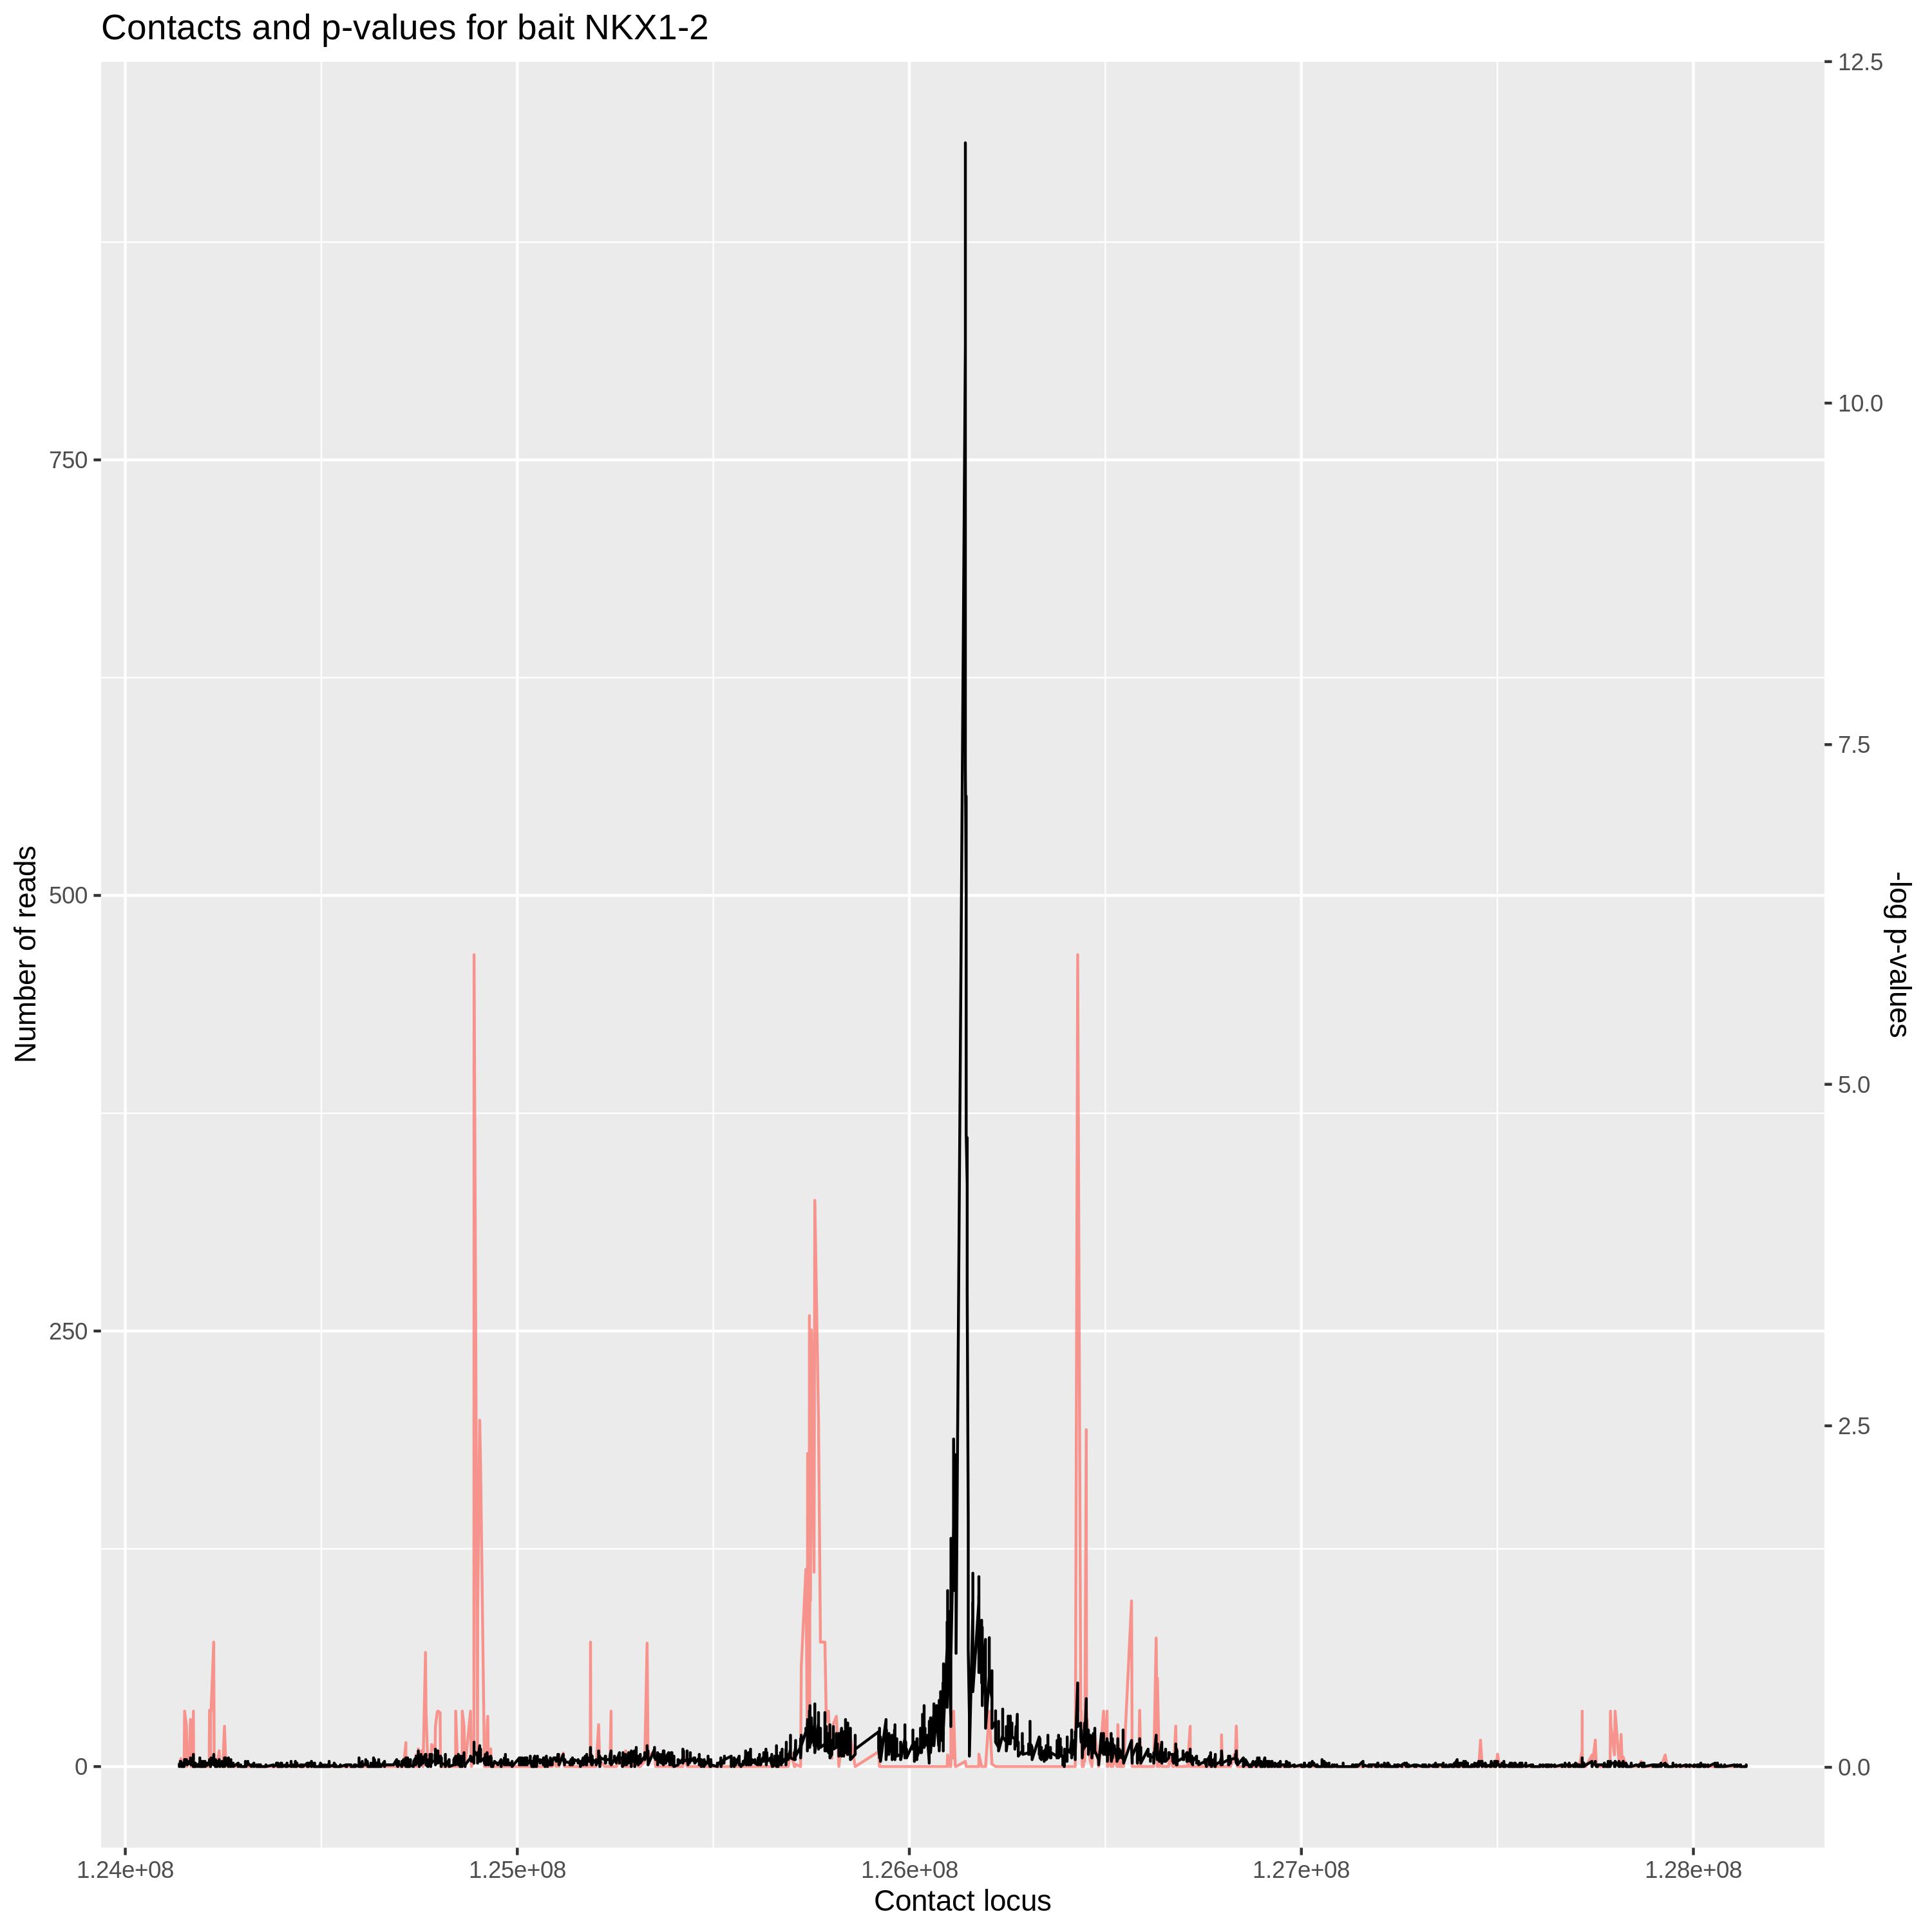 Contacts and p-values for bait NKX1-2
12.5
10.0
750
7.5
500
Number of reads
-log p-values
5.0
250
2.5
0
0.0
1.24e+08
1.25e+08
1.26e+08
1.27e+08
1.28e+08
Contact locus